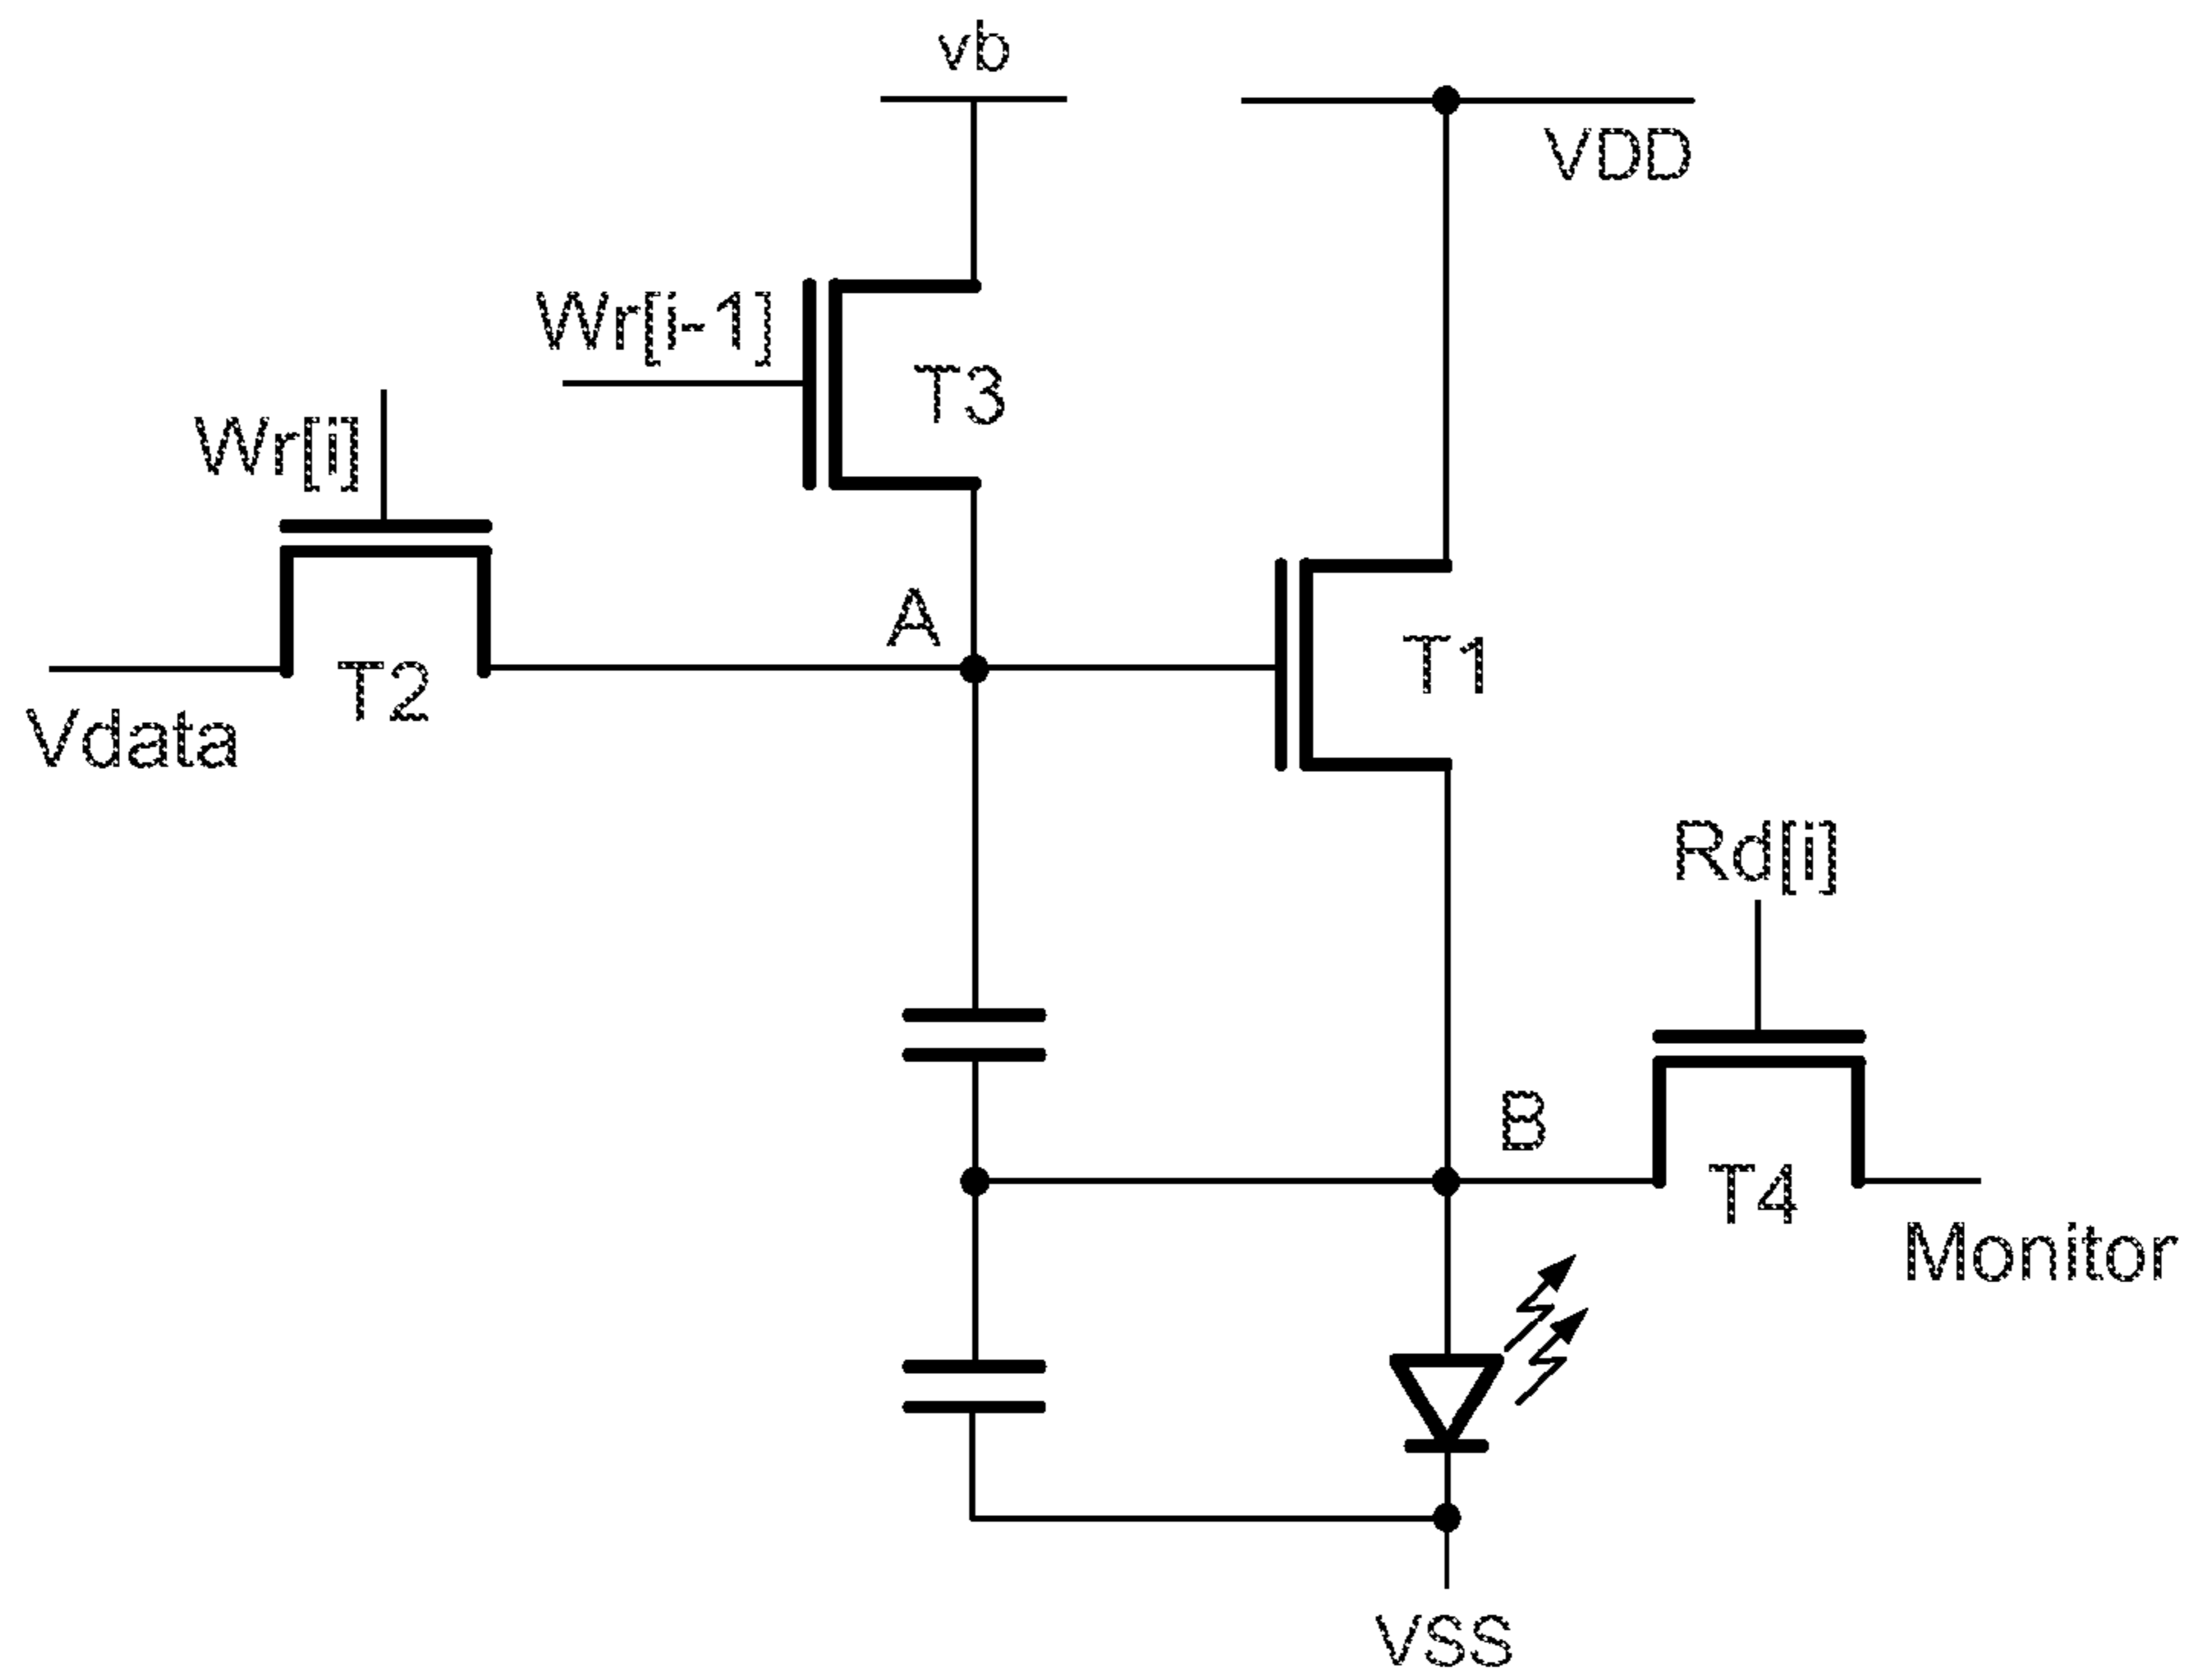 vb
VDD
Wr[i-1]
T3
Wr[i]
A
T1
T2
Vdata
Rd[i]
B
T4
Monitor
VSS